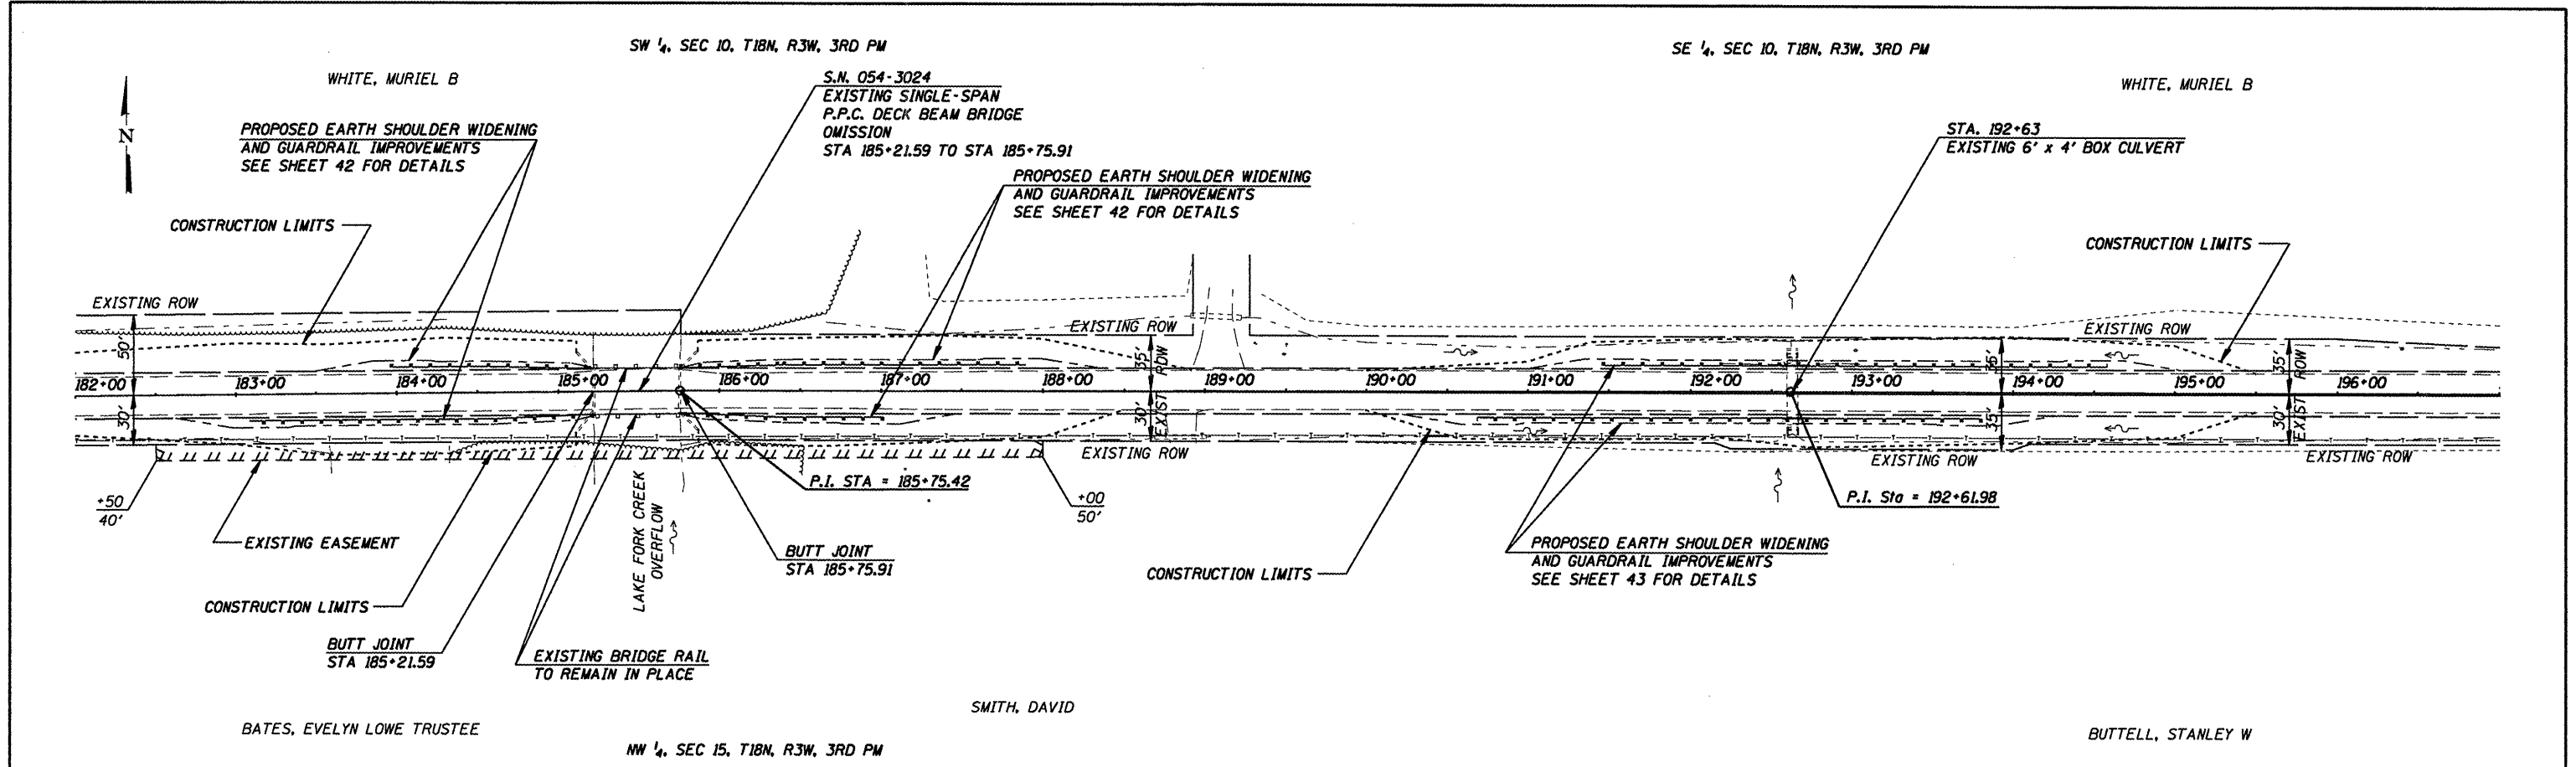 SW 1/4, SEC 10, T18N, R3W, 3RD PM
SE 1/4, SEC 10, T18N, R3W, 3RD PM
WHITE, MURIEL B
S.N. 054-3024
EXISTING SINGLE-SPAN
P.P.C. DECK BEAM BRIDGE
OMISSION
STA 185+21.59 TO STA 185+75.91
WHITE, MURIEL B
N
PROPOSED EARTH SHOULDER WIDENING
AND GUARDRAIL IMPROVEMENTS
SEE SHEET 42 FOR DETAILS
STA. 192+63
EXISTING 6' x 4' BOX CULVERT
PROPOSED EARTH SHOULDER WIDENING
AND GUARDRAIL IMPROVEMENTS
SEE SHEET 42 FOR DETAILS
CONSTRUCTION LIMITS
CONSTRUCTION LIMITS
EXISTING ROW
EXISTING ROW
EXISTING ROW
50'
35'
ROW
35'
35'
ROW
182+00
183+00
184+00
185+00
186+00
187+00
188+00
189+00
190+00
191+00
192+00
193+00
194+00
195+00
196+00
30'
30'
EXIST
35'
30'
EXIST
EXISTING ROW
EXISTING ROW
EXISTING ROW
+50
40'
P.I. STA = 185+75.42
+00
50'
P.I. Sta = 192+61.98
EXISTING EASEMENT
LAKE FORK CREEK
OVERFLOW
BUTT JOINT
STA 185+75.91
PROPOSED EARTH SHOULDER WIDENING
AND GUARDRAIL IMPROVEMENTS
SEE SHEET 43 FOR DETAILS
CONSTRUCTION LIMITS
CONSTRUCTION LIMITS
BUTT JOINT
STA 185+21.59
EXISTING BRIDGE RAIL
TO REMAIN IN PLACE
SMITH, DAVID
BATES, EVELYN LOWE TRUSTEE
BUTTELL, STANLEY W
NW 1/4, SEC 15, T18N, R3W, 3RD PM